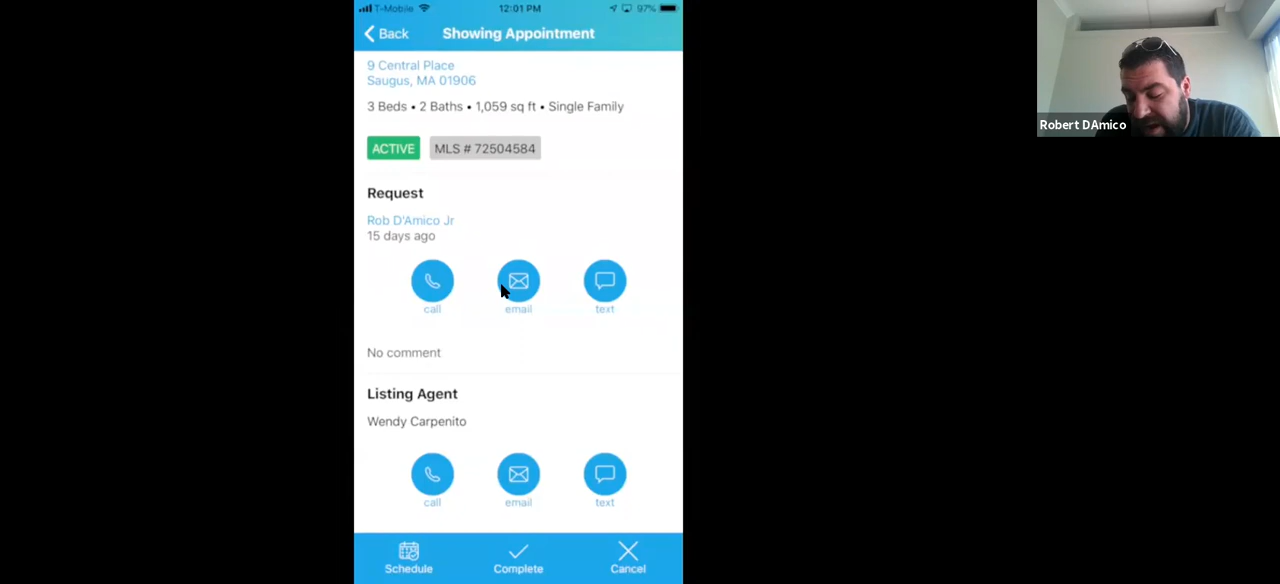 T-Mobile 12:01 PM 97%
Back Showing Appointment
9 Central Place
Saugus, MA 01906
3 Beds • 2 Baths • 1,059 sq ft • Single Family
ACTIVE MLS # 72504584
Request
Rob D'Amico Jr
15 days ago
call email text
No comment
Listing Agent
Wendy Carpenito
call email text
Schedule Complete Cancel
Robert DAmico